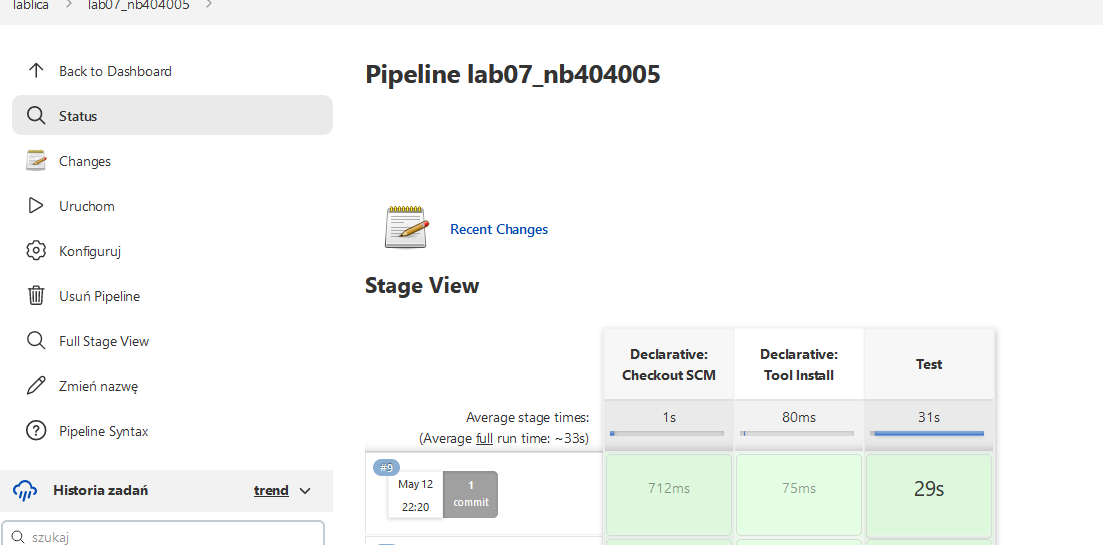 Tablica
lab07_nb404005
Back to Dashboard
Status
Changes
Uruchom
Konfiguruj
Usuń Pipeline
Full Stage View
Zmień nazwę
Pipeline Syntax
Historia zadań
trend
szukaj
Pipeline lab07_nb404005
Recent Changes
Stage View
Declarative:
Checkout SCM
Declarative:
Tool Install
Test
Average stage times:
(Average full run time: ~33s)
1s
80ms
31s
#9
May 12
22:20
1
commit
712ms
75ms
29s